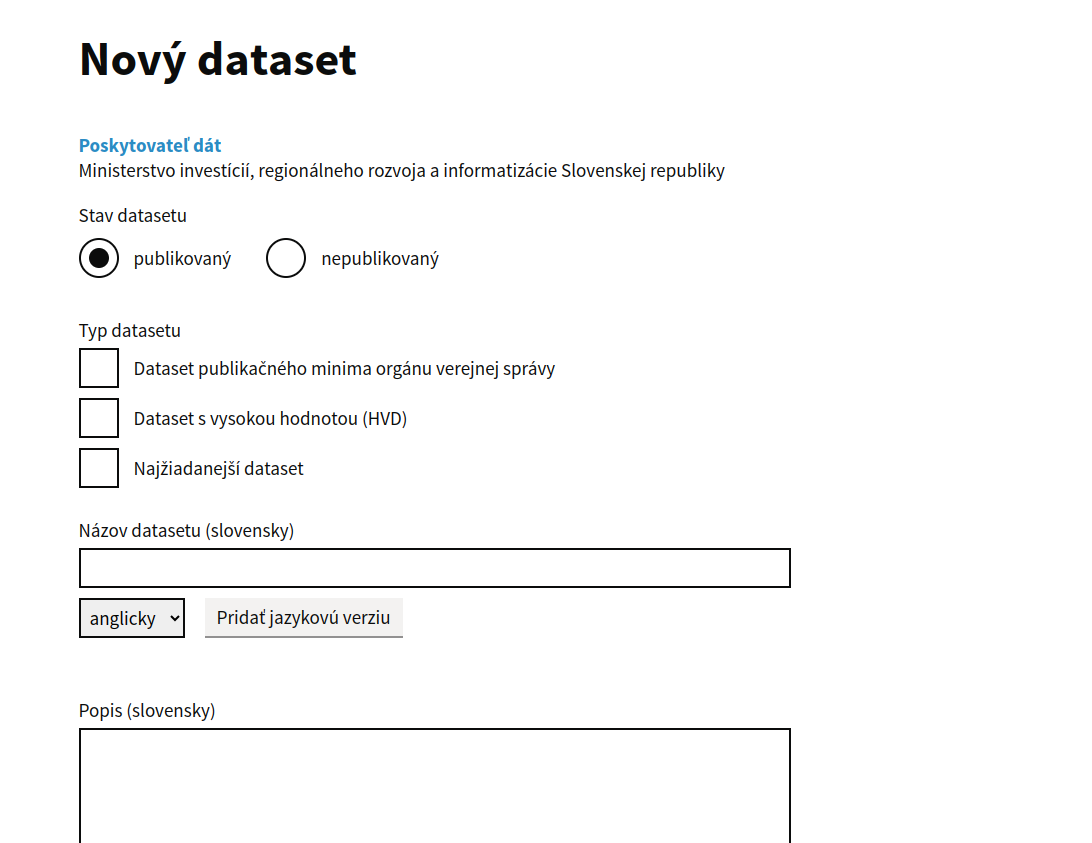 Nový dataset
Poskytovateľ dát
Ministerstvo investícií, regionálneho rozvoja a informatizácie Slovenskej republiky
Stav datasetu
publikovaný nepublikovaný
Typ datasetu
Dataset publikačného minima orgánu verejnej správy
Dataset s vysokou hodnotou (HVD)
Najžiadanejší dataset
Názov datasetu (slovensky)
anglicky Pridať jazykovú verziu
Popis (slovensky)